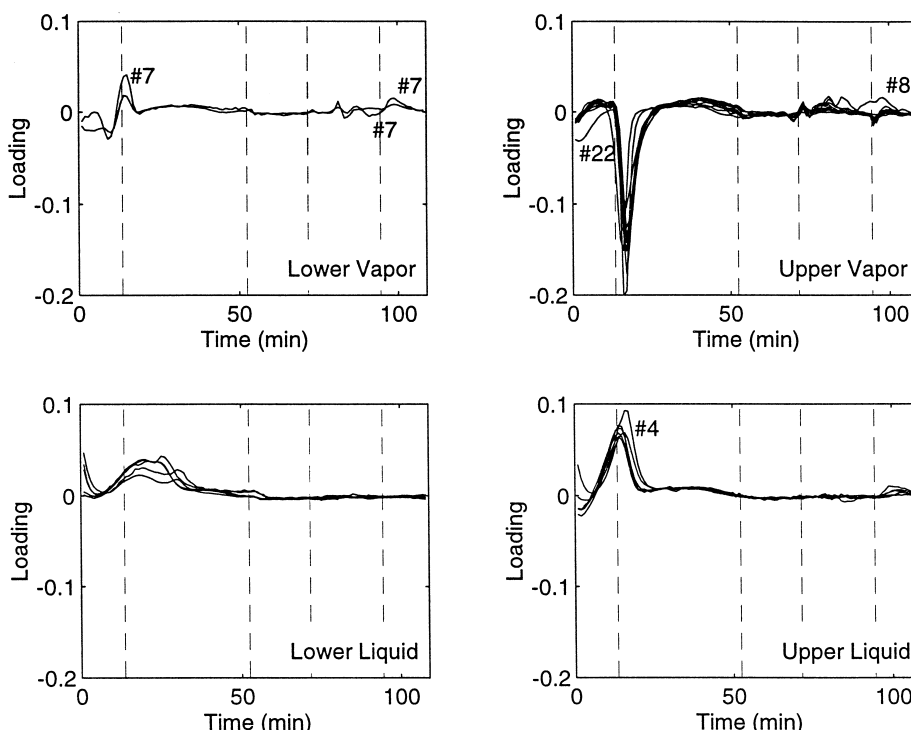 0.1
#7
#7
0
#7
Loading
-0.1
Lower Vapor
-0.2
0
50
100
Time (min)
0.1
#8
0
#22
Loading
-0.1
Upper Vapor
-0.2
0
50
100
Time (min)
0.1
0
Loading
-0.1
Lower Liquid
-0.2
0
50
100
Time (min)
0.1
#4
0
Loading
-0.1
Upper Liquid
-0.2
0
50
100
Time (min)